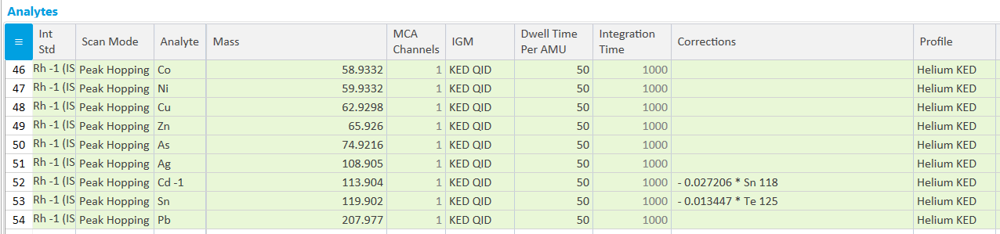 Analytes
Int Std Scan Mode Analyte Mass MCA Channels IGM Dwell Time Per AMU Integration Time Corrections Profile
46 Rh -1 (IS Peak Hopping Co 58.9332 1 KED QID 50 1000 Helium KED
47 Rh -1 (IS Peak Hopping Ni 59.9332 1 KED QID 50 1000 Helium KED
48 Rh -1 (IS Peak Hopping Cu 62.9298 1 KED QID 50 1000 Helium KED
49 Rh -1 (IS Peak Hopping Zn 65.926 1 KED QID 50 1000 Helium KED
50 Rh -1 (IS Peak Hopping As 74.9216 1 KED QID 50 1000 Helium KED
51 Rh -1 (IS Peak Hopping Ag 108.905 1 KED QID 50 1000 Helium KED
52 Rh -1 (IS Peak Hopping Cd -1 113.904 1 KED QID 50 1000 - 0.027206 * Sn 118 Helium KED
53 Rh -1 (IS Peak Hopping Sn 119.902 1 KED QID 50 1000 - 0.013447 * Te 125 Helium KED
54 Rh -1 (IS Peak Hopping Pb 207.977 1 KED QID 50 1000 Helium KED